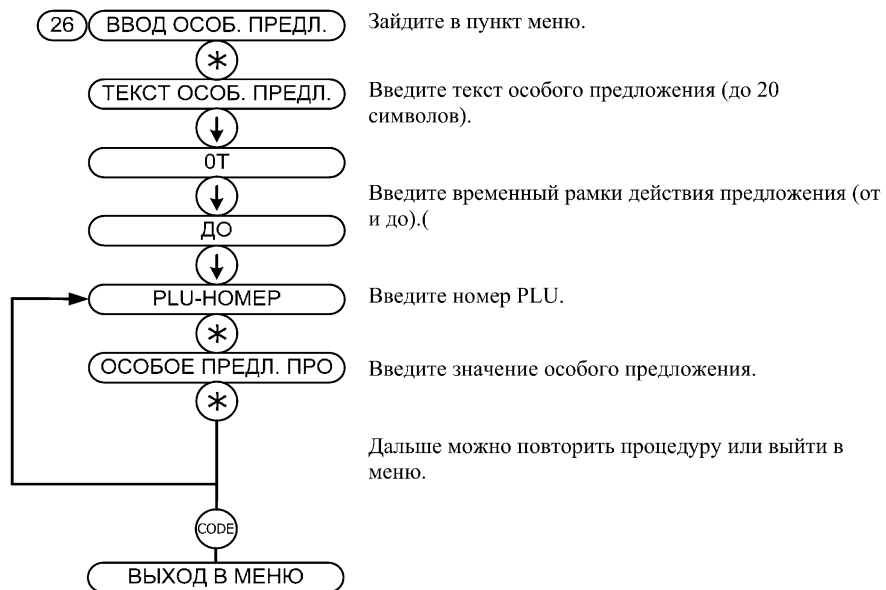 26 ВВОД ОСОБ. ПРЕДЛ.
Зайдите в пункт меню.
*
ТЕКСТ ОСОБ. ПРЕДЛ.
Введите текст особого предложения (до 20
символов).
↓
0Т
↓
Введите временный рамки действия предложения (от
и до).(
ДО
↓
PLU-НОМЕР
Введите номер PLU.
*
ОСОБОЕ ПРЕДЛ. ПРО
Введите значение особого предложения.
*
Дальше можно повторить процедуру или выйти в
меню.
CODE
ВЫХОД В МЕНЮ